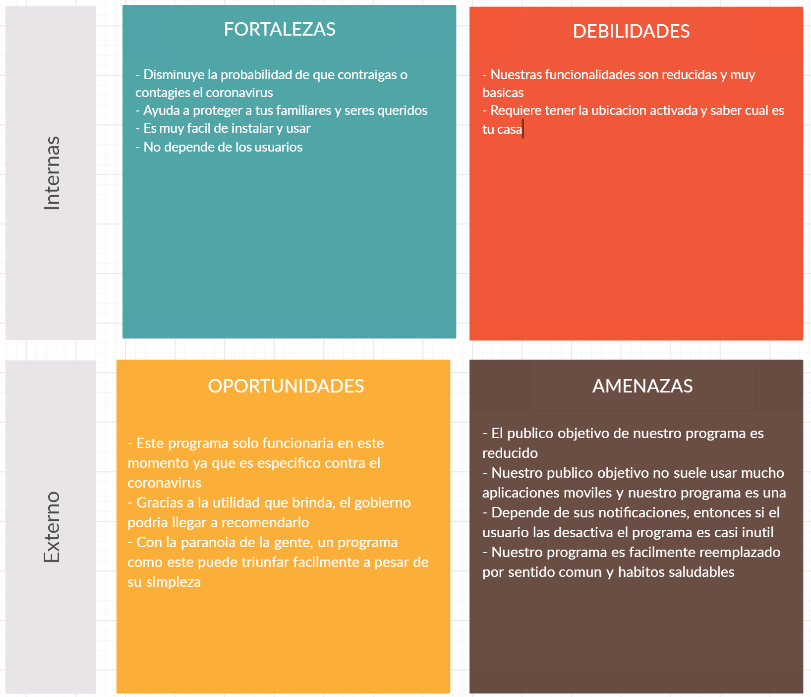 Internas
FORTALEZAS
- Disminuye la probabilidad de que contraigas o
contagies el coronavirus
- Ayuda a proteger a tus familiares y seres queridos
- Es muy facil de instalar y usar
- No depende de los usuarios
DEBILIDADES
- Nuestras funcionalidades son reducidas y muy
basicas
- Requiere tener la ubicacion activada y saber cual es
tu casa
Externo
OPORTUNIDADES
- Este programa solo funcionaria en este
momento ya que es especifico contra el
coronavirus
- Gracias a la utilidad que brinda, el gobierno
podria llegar a recomendarlo
- Con la paranoia de la gente, un programa
como este puede triunfar facilmente a pesar de
su simpleza
AMENAZAS
- El publico objetivo de nuestro programa es
reducido
- Nuestro publico objetivo no suele usar mucho
aplicaciones moviles y nuestro programa es una
- Depende de sus notificaciones, entonces si el
usuario las desactiva el programa es casi inutil
- Nuestro programa es facilmente reemplazado
por sentido comun y habitos saludables